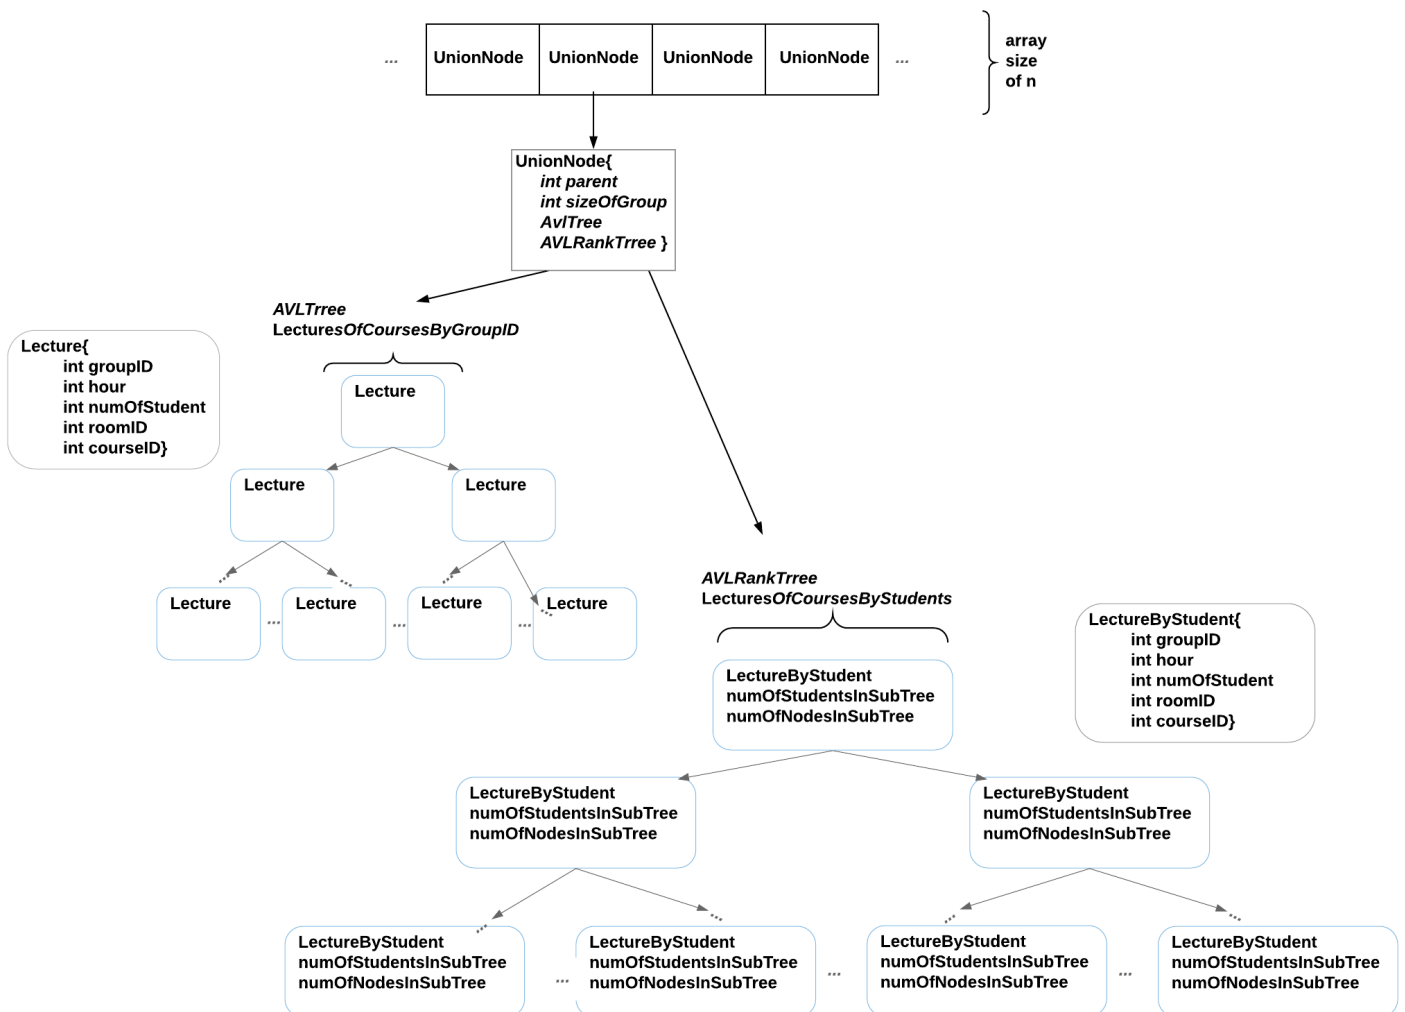 ... UnionNode UnionNode UnionNode UnionNode ...
array
size
of n
UnionNode{
int parent
int sizeOfGroup
AvlTree
AVLRankTrree }
AVLTrree
LecturesOfCoursesByGroupID
Lecture{
int groupID
int hour
int numOfStudent
int roomID
int courseID}
Lecture
Lecture
Lecture
Lecture
...
Lecture
...
Lecture
...
Lecture
AVLRankTrree
LecturesOfCoursesByStudents
LectureByStudent{
int groupID
int hour
int numOfStudent
int roomID
int courseID}
LectureByStudent
numOfStudentsInSubTree
numOfNodesInSubTree
LectureByStudent
numOfStudentsInSubTree
numOfNodesInSubTree
LectureByStudent
numOfStudentsInSubTree
numOfNodesInSubTree
LectureByStudent
numOfStudentsInSubTree
numOfNodesInSubTree
...
LectureByStudent
numOfStudentsInSubTree
numOfNodesInSubTree
...
LectureByStudent
numOfStudentsInSubTree
numOfNodesInSubTree
...
LectureByStudent
numOfStudentsInSubTree
numOfNodesInSubTree